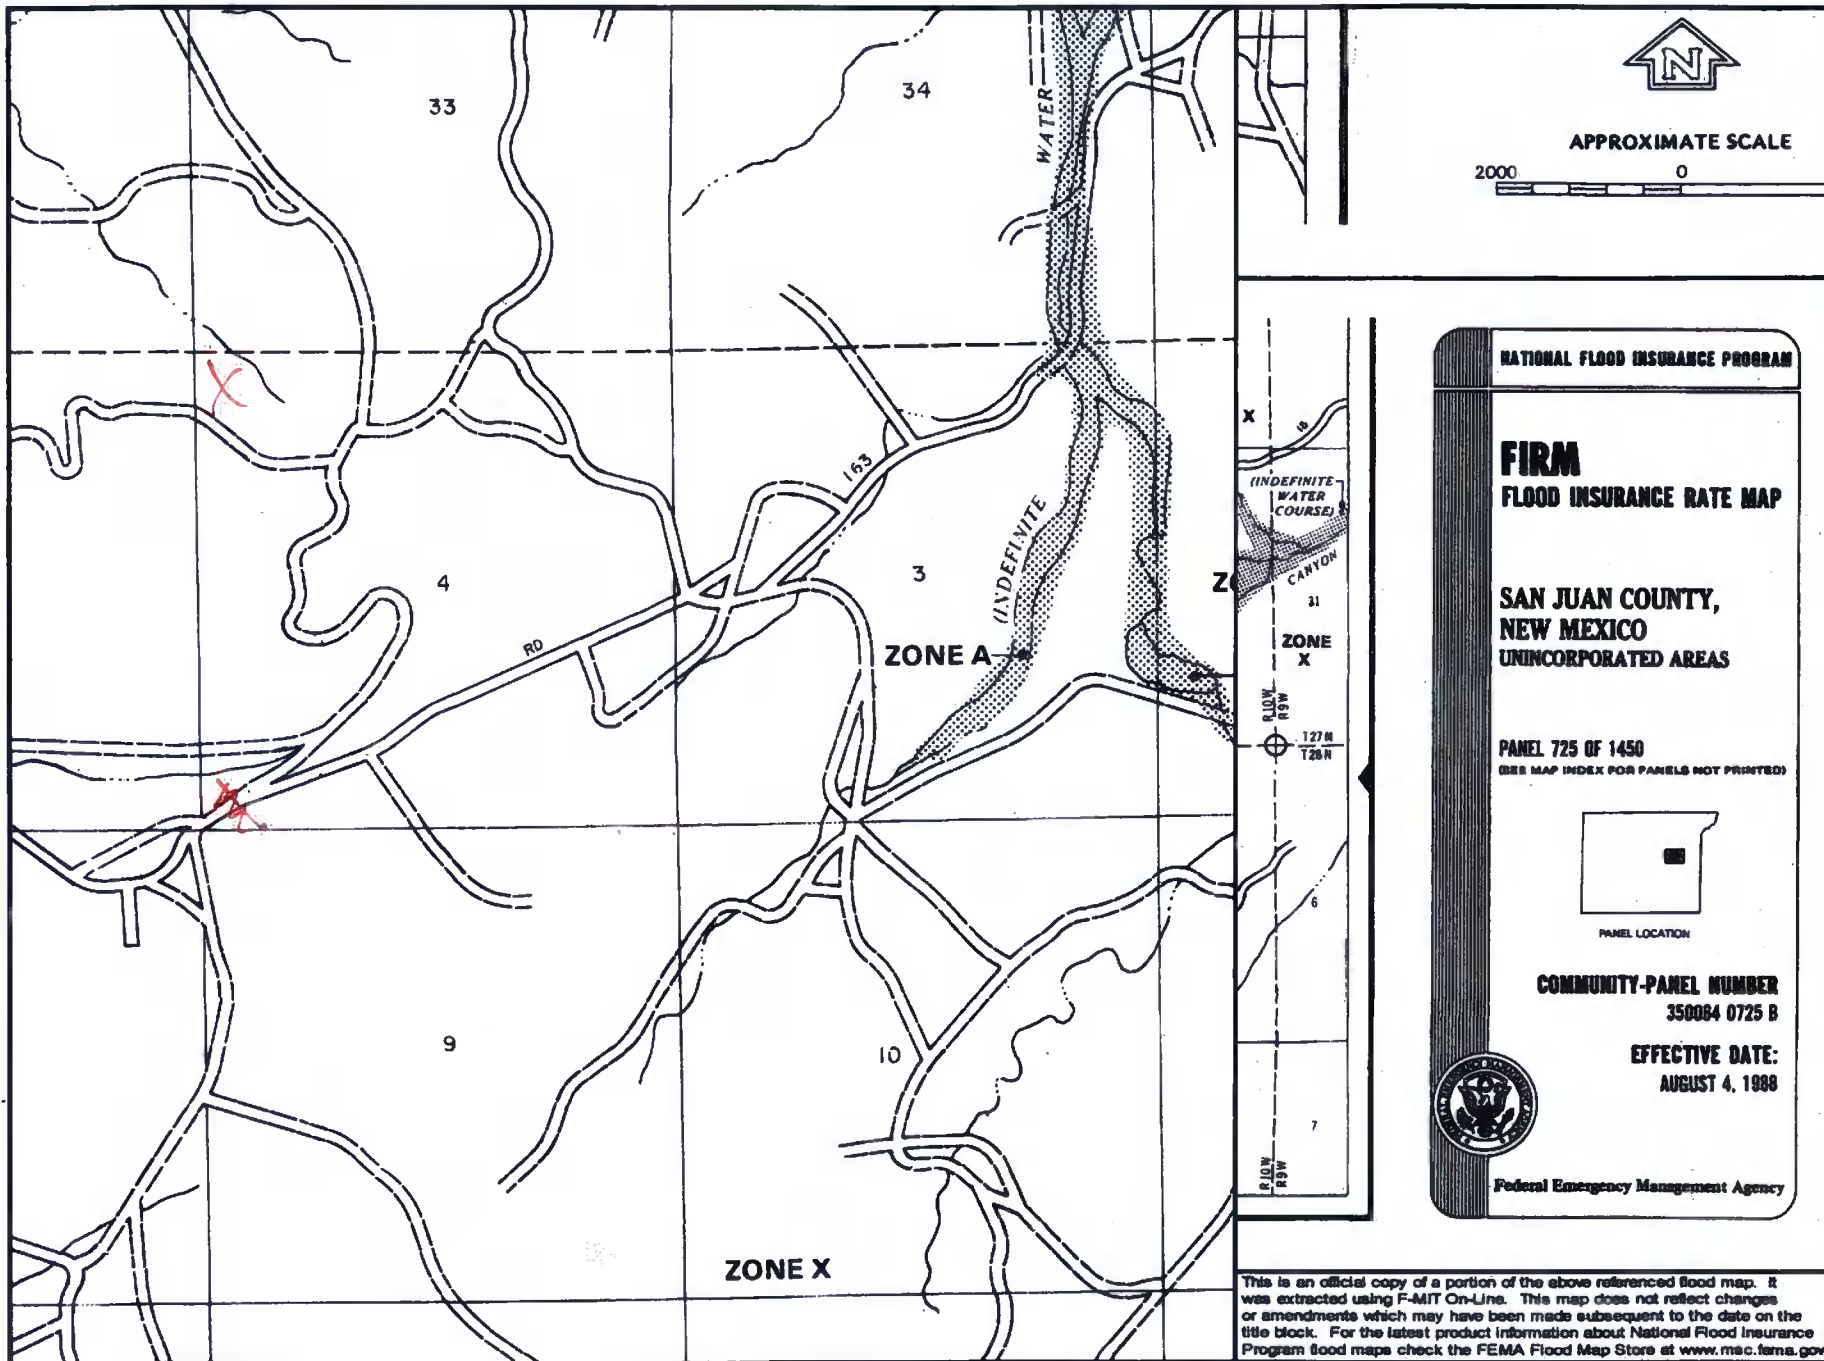 33
34
WATER
163
(INDEFINITE
4
3
RD
ZONE A
9
10
ZONE X
X
18
(INDEFINITE
WATER
COURSE)
CANYON
31
ZONE
X
R10W
R9W
T27N
T26N
6
7
R10W
R9W
N
APPROXIMATE SCALE
2000 0
NATIONAL FLOOD INSURANCE PROGRAM
FIRM
FLOOD INSURANCE RATE MAP
SAN JUAN COUNTY,
NEW MEXICO
UNINCORPORATED AREAS
PANEL 725 OF 1450
(SEE MAP INDEX FOR PANELS NOT PRINTED)
PANEL LOCATION
COMMUNITY-PANEL NUMBER
350064 0725 B
EFFECTIVE DATE:
AUGUST 4, 1988
Federal Emergency Management Agency
This is an official copy of a portion of the above referenced flood map. It
was extracted using F-MIT On-Line. This map does not reflect changes
or amendments which may have been made subsequent to the date on the
title block. For the latest product information about National Flood Insurance
Program flood maps check the FEMA Flood Map Store at www.msc.fema.gov